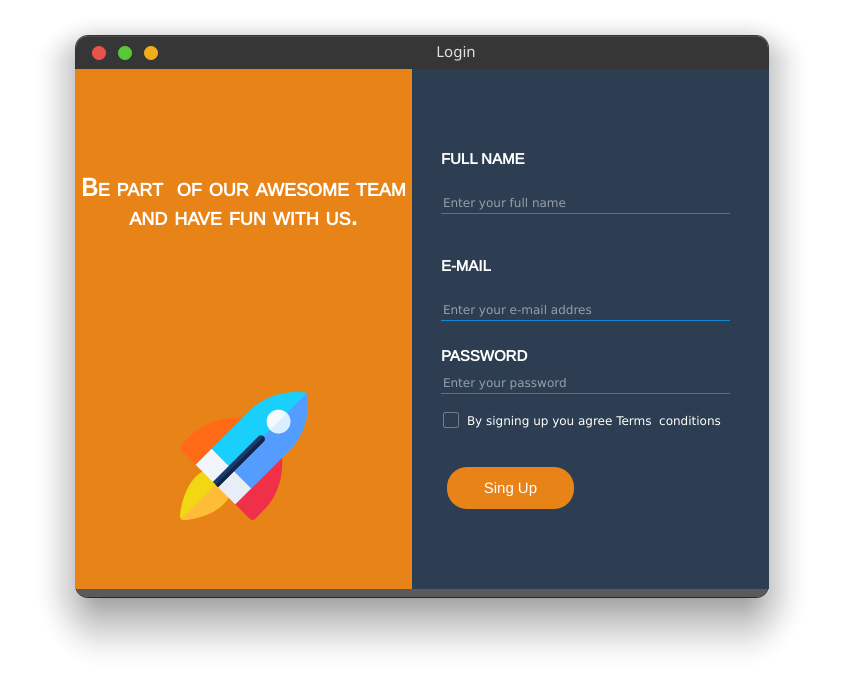 Login
Be part  of our awesome team
and have fun with us.
FULL NAME
Enter your full name
E-MAIL
Enter your e-mail addres
PASSWORD
Enter your password
By signing up you agree Terms  conditions
Sing Up